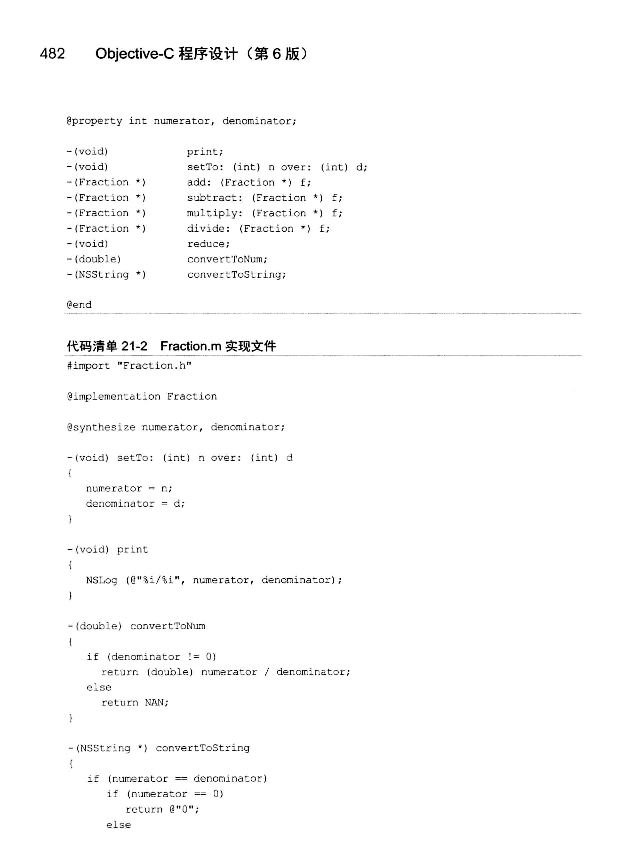 482 Objective-C 程序设计（第 6 版）
@property int numerator, denominator;
-(void) print;
-(void) setTo: (int) n over: (int) d;
-(Fraction *) add: (Fraction *) f;
-(Fraction *) subtract: (Fraction *) f;
-(Fraction *) multiply: (Fraction *) f;
-(Fraction *) divide: (Fraction *) f;
-(void) reduce;
-(double) convertToNum;
-(NSString *) convertToString;
@end
代码清单 21-2 Fraction.m 实现文件
#import "Fraction.h"
@implementation Fraction
@synthesize numerator, denominator;
-(void) setTo: (int) n over: (int) d
{
numerator = n;
denominator = d;
}
-(void) print
{
NSLog (@"%i/%i", numerator, denominator);
}
-(double) convertToNum
{
if (denominator != 0)
return (double) numerator / denominator;
else
return NAN;
}
-(NSString *) convertToString
{
if (numerator == denominator)
if (numerator == 0)
return @"0";
else